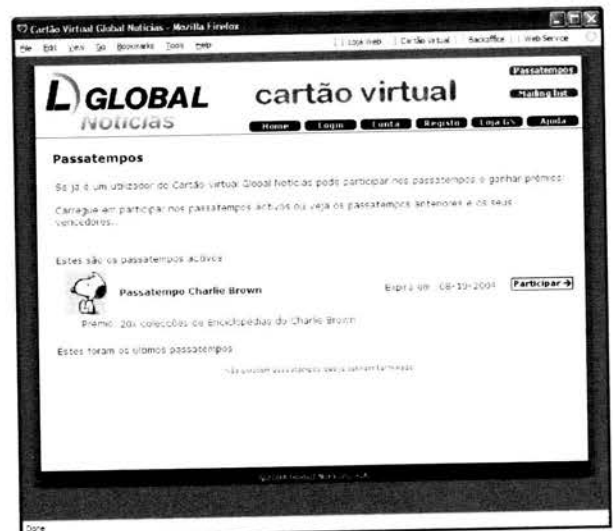 Cartão Virtual Global Notícias - Mozilla Firefox
File Edit View Go Bookmarks Tools Help
Loja Web | Cartão virtual | Backoffice | Web Service
LGLOBAL
Notícias
cartão virtual
Passatempos
Mailing list
Home Login Conta Registo Loja GN Ajuda
Passatempos
Se já é um utilizador do Cartão virtual Global Notícias pode participar nos passatempos e ganhar prémios!
Carregue em participar nos passatempos activos ou veja os passatempos anteriores e os seus
vencedores.
Estes são os passatempos activos
Passatempo Charlie Brown
Expira em 08-10-2004
Participar →
Prémio: 20x colecções de Enciclopédias do Charlie Brown
Estes foram os últimos passatempos
Done